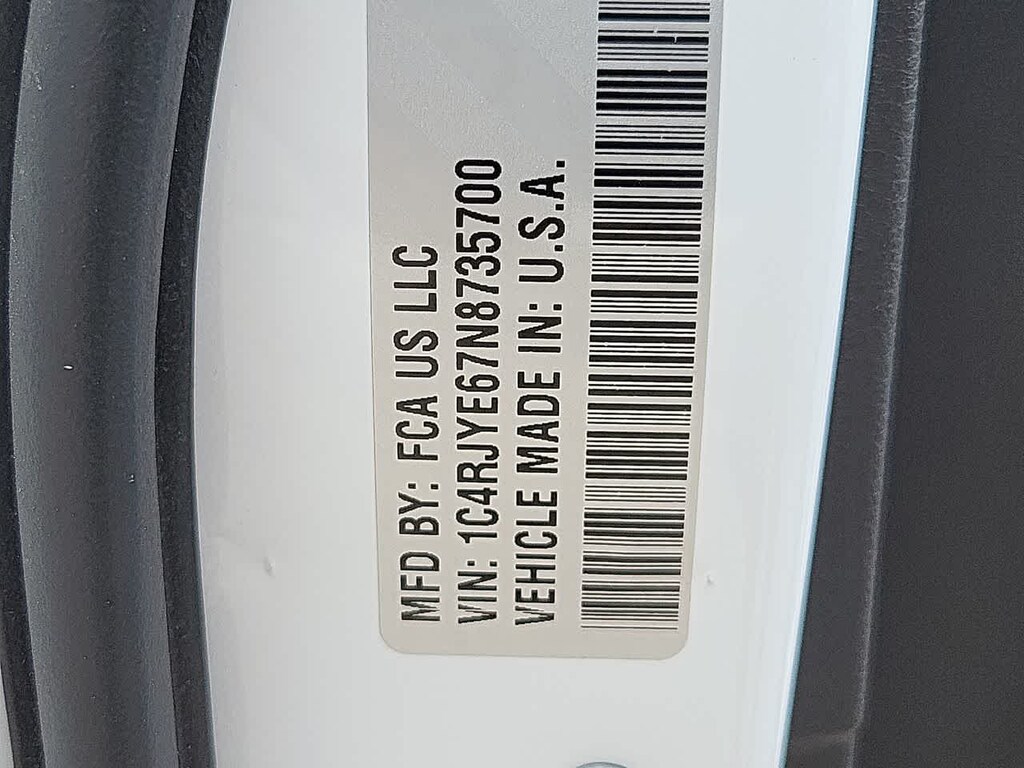 MFD BY: FCA US LLC
VIN: 1C4RJYE67N8735700
VEHICLE MADE IN: U.S.A.